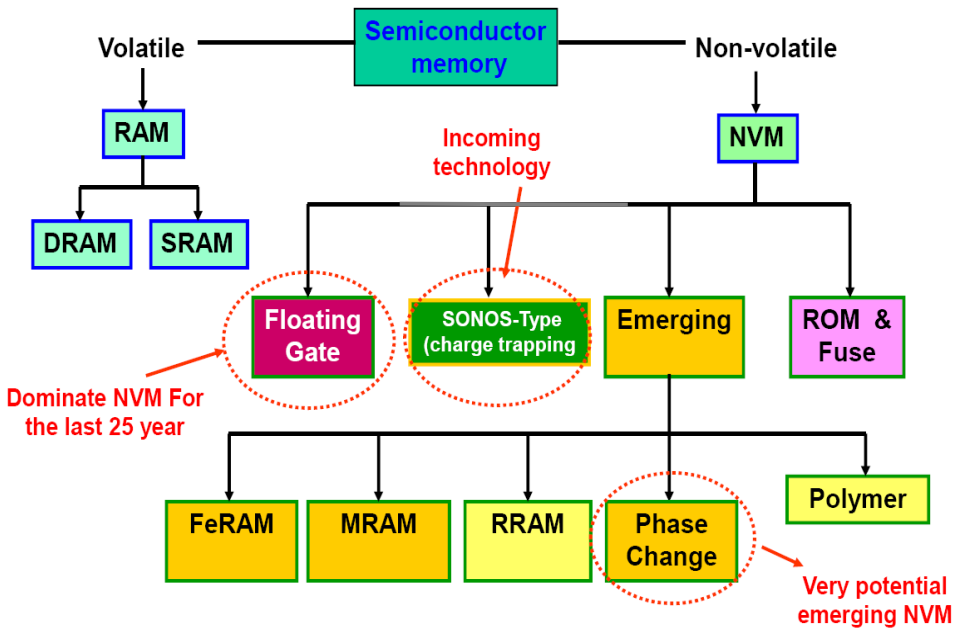 Semiconductor
memory
Volatile
Non-volatile
RAM
NVM
Incoming
technology
DRAM
SRAM
Floating
Gate
SONOS-Type
(charge trapping
Emerging
ROM & 
Fuse
Dominate NVM For
the last 25 year
FeRAM
MRAM
RRAM
Phase
Change
Polymer
Very potential
emerging NVM